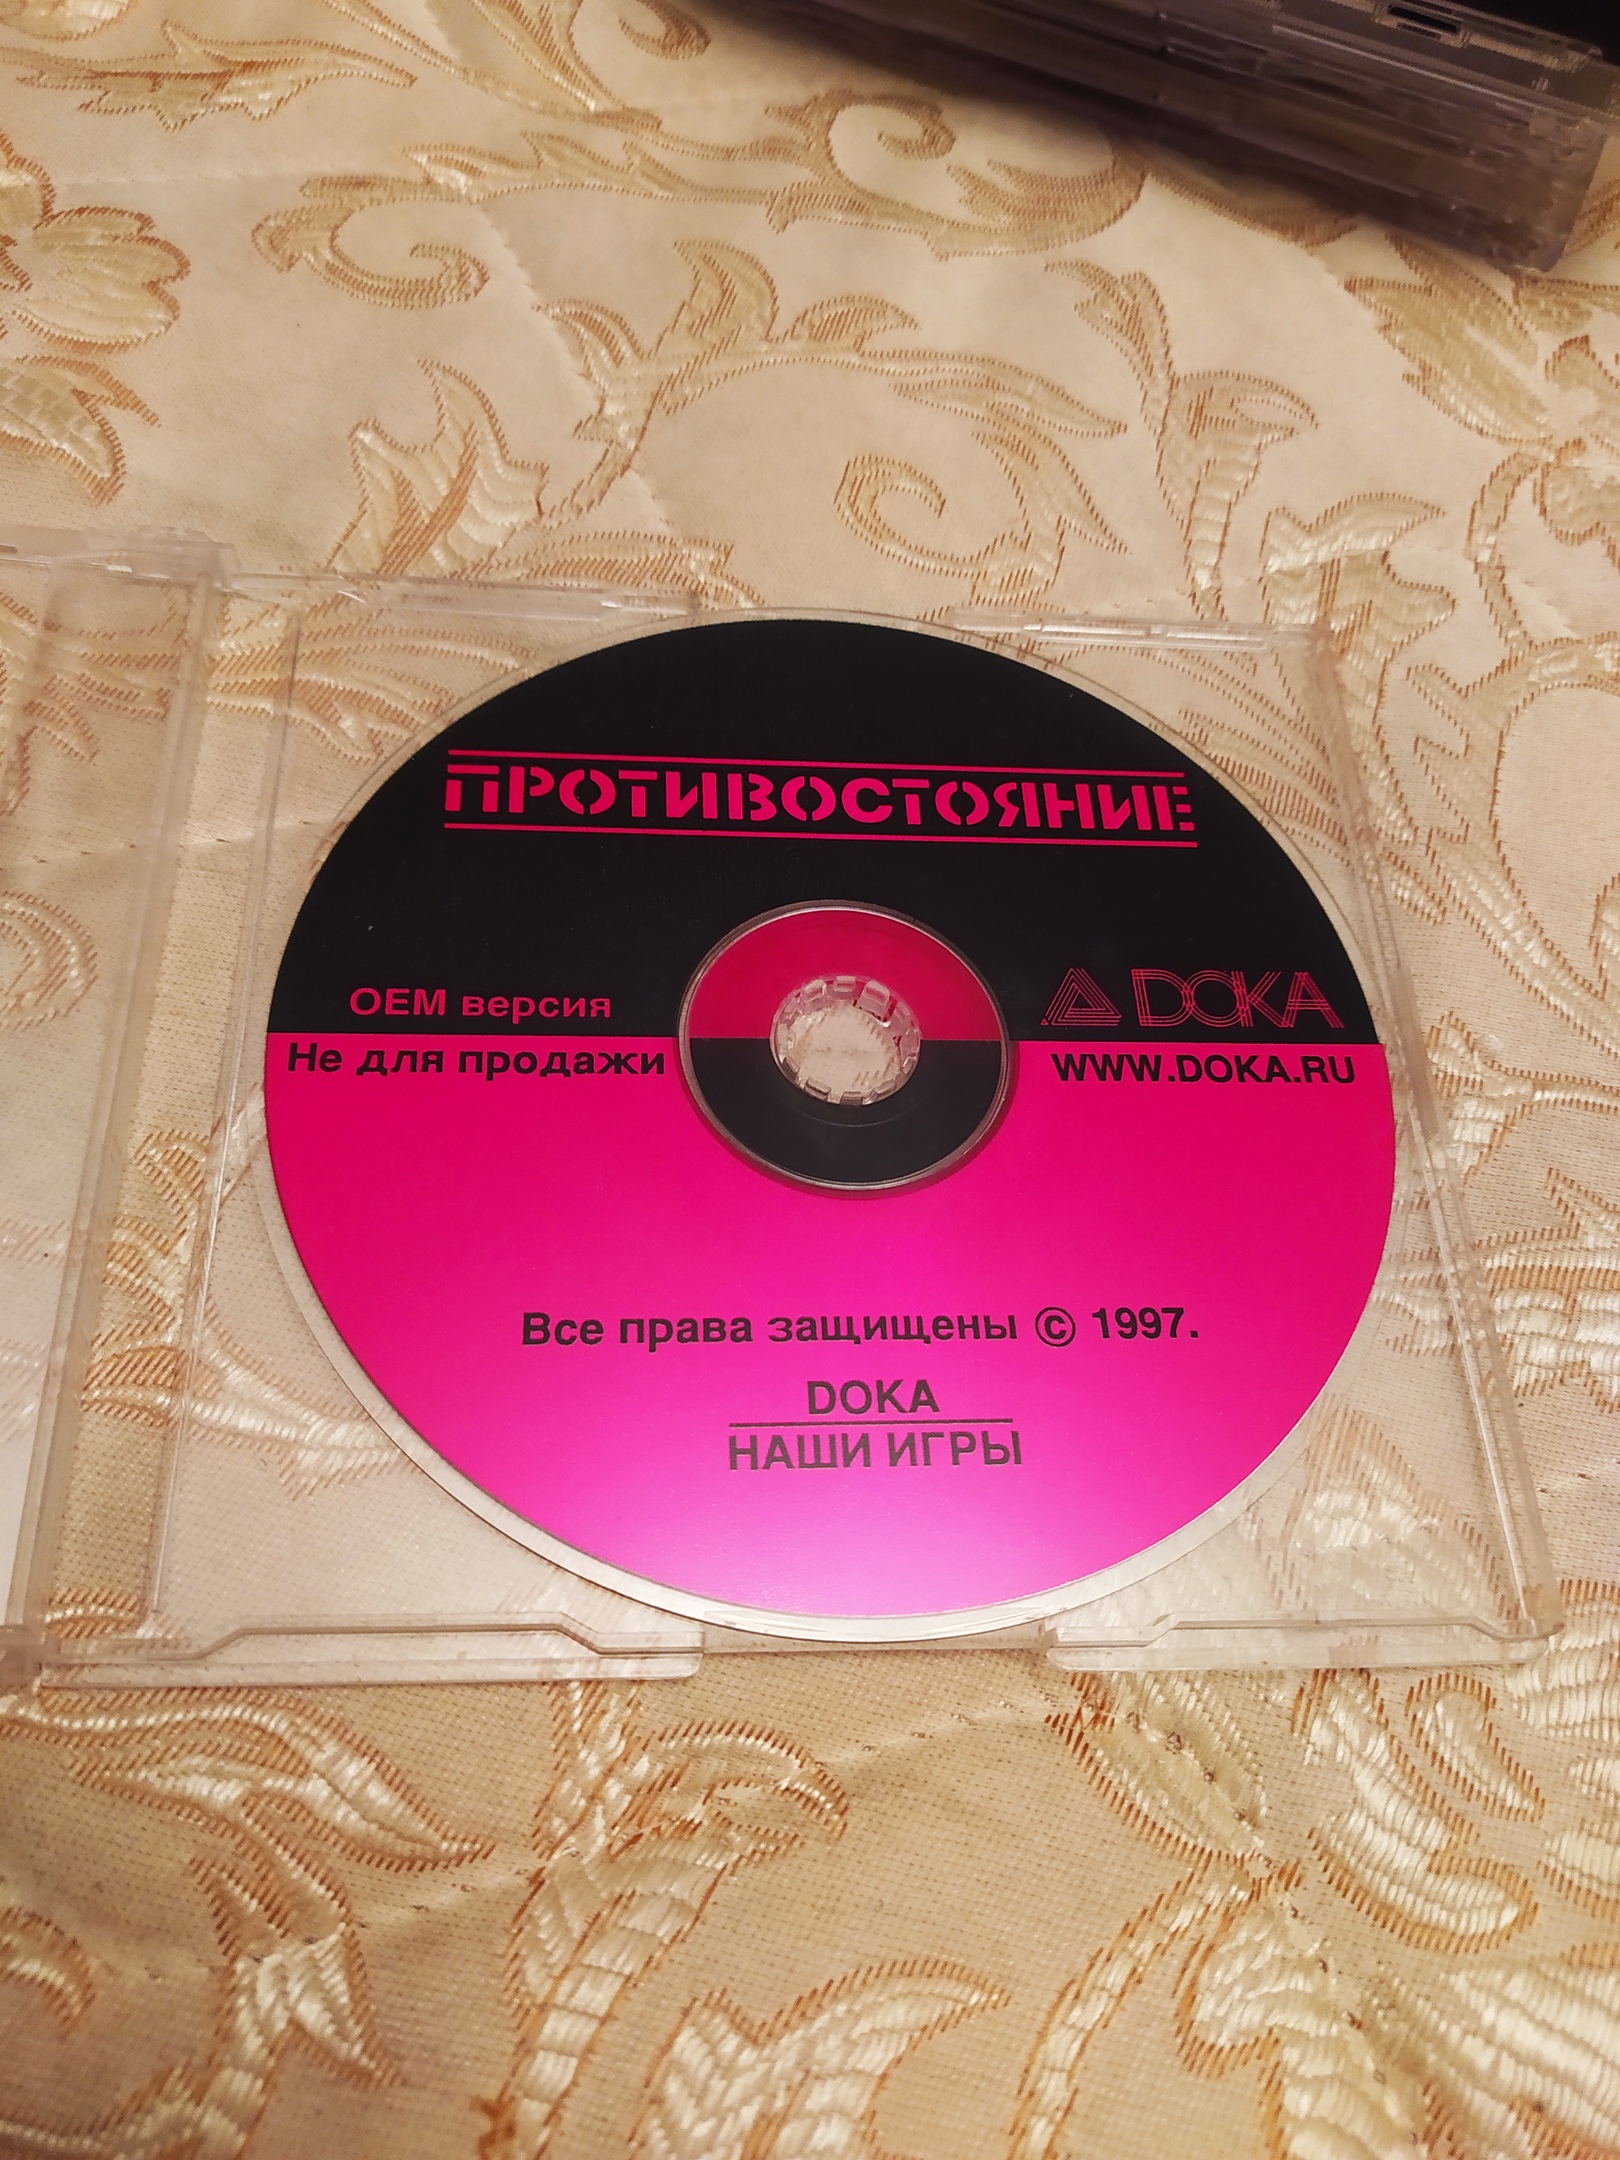 ПРОТИВОСТОЯНИЕ
OEM версия
DOKA
Не для продажи
WWW.DOKA.RU
Все права защищены © 1997.
DOKA
НАШИ ИГРЫ